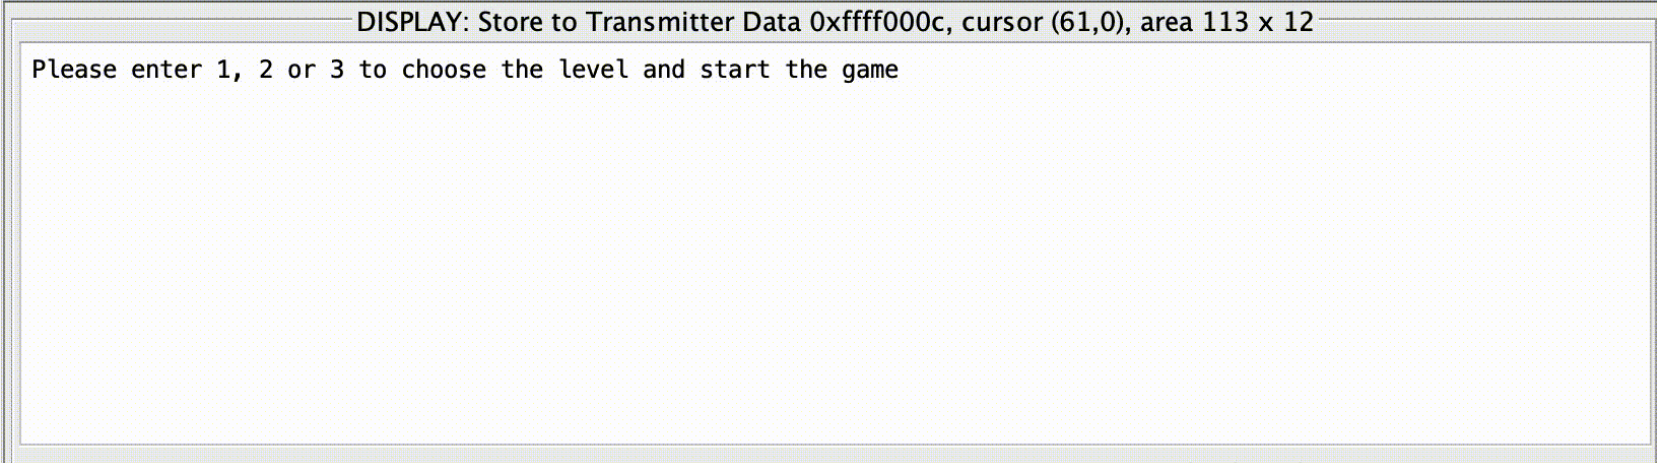 DISPLAY: Store to Transmitter Data 0xffff000c, cursor (61,0), area 113 x 12
Please enter 1, 2 or 3 to choose the level and start the game